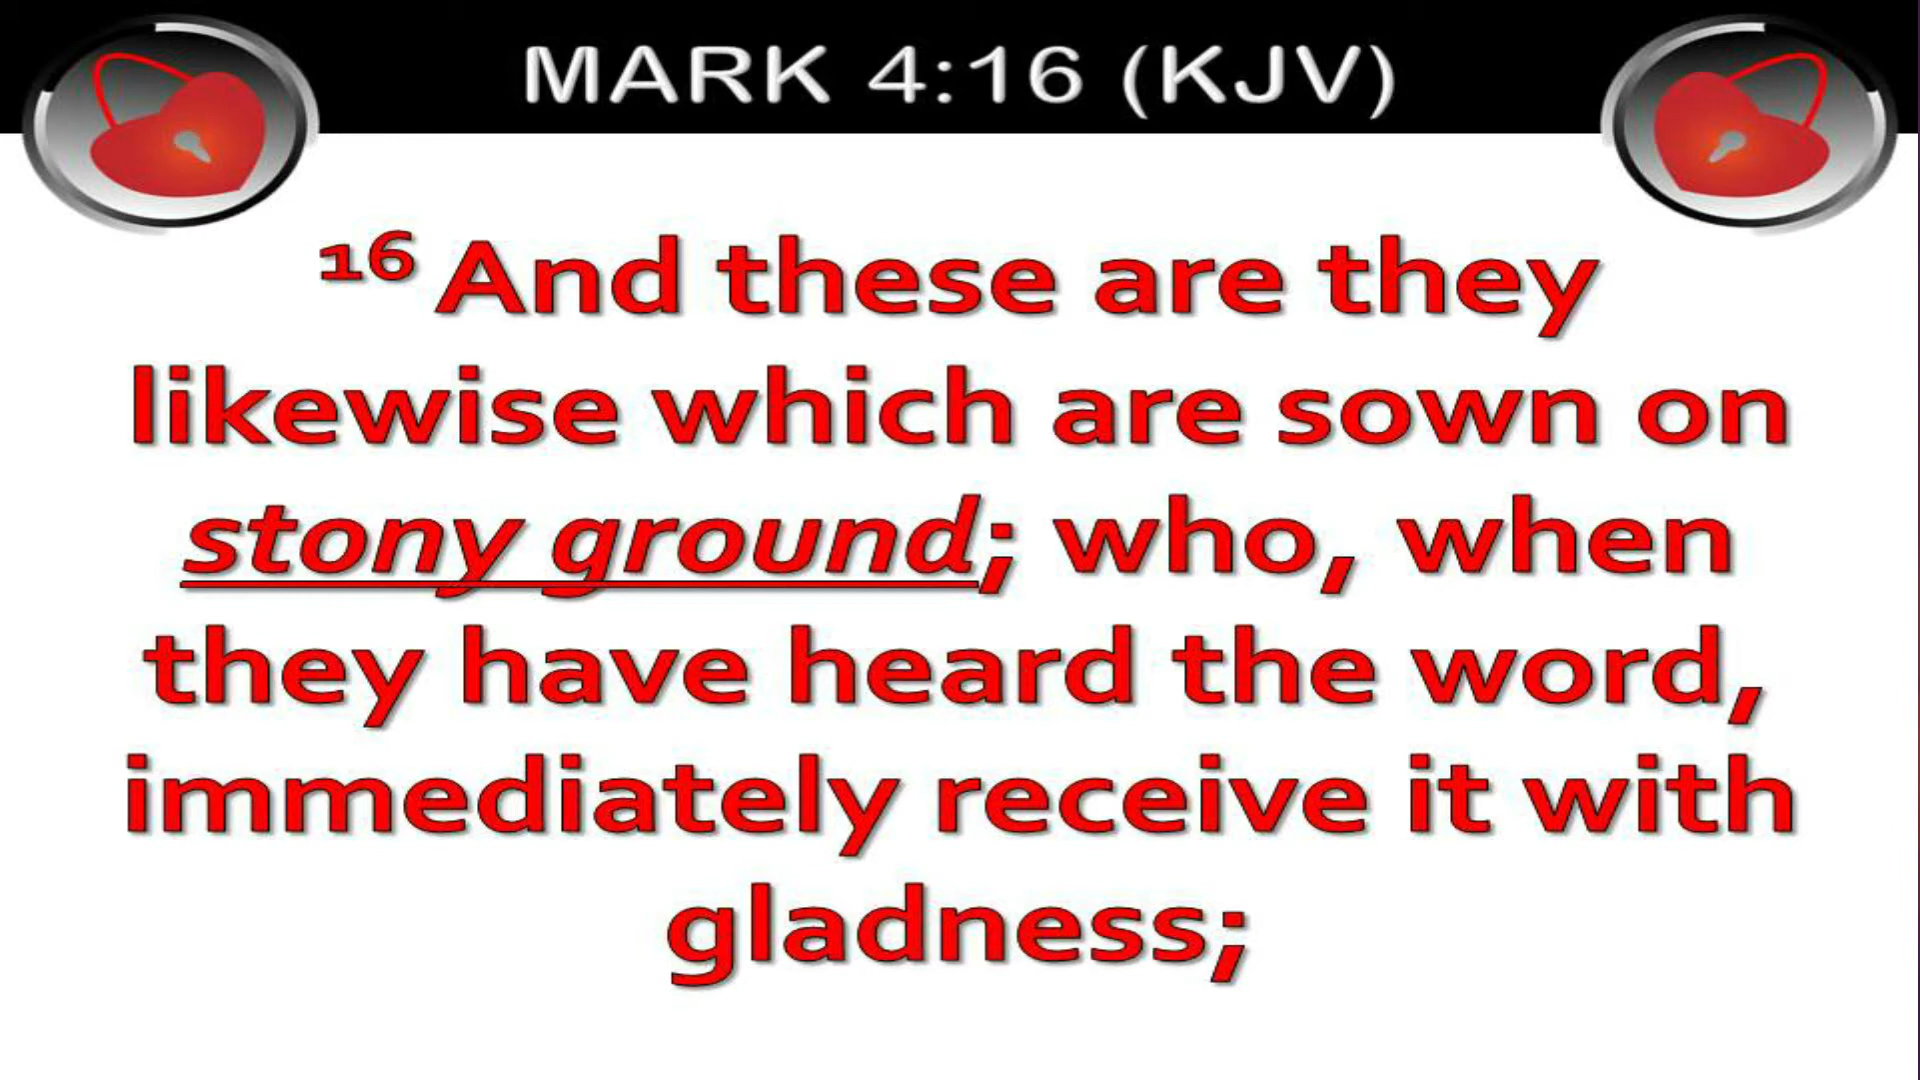 MARK 4:16 (KJV)
16 And these are they
likewise which are sown on
stony ground; who, when
they have heard the word,
immediately receive it with
gladness;